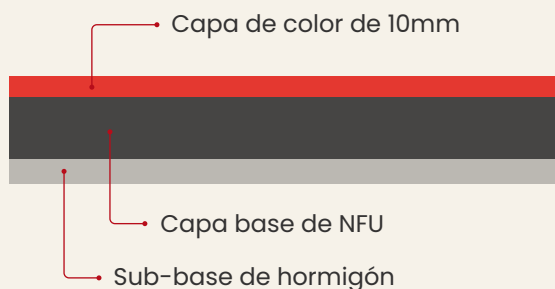 Capa de color de 10mm
Capa base de NFU
Sub-base de hormigón